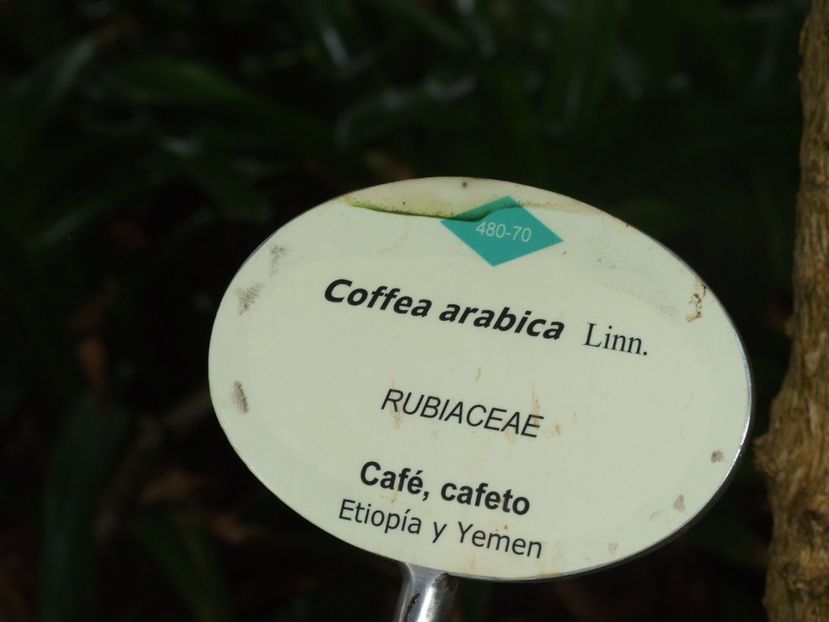 480-70
Coffea arabica Linn.
RUBIACEAE
Café, cafeto
Etiopía y Yemen